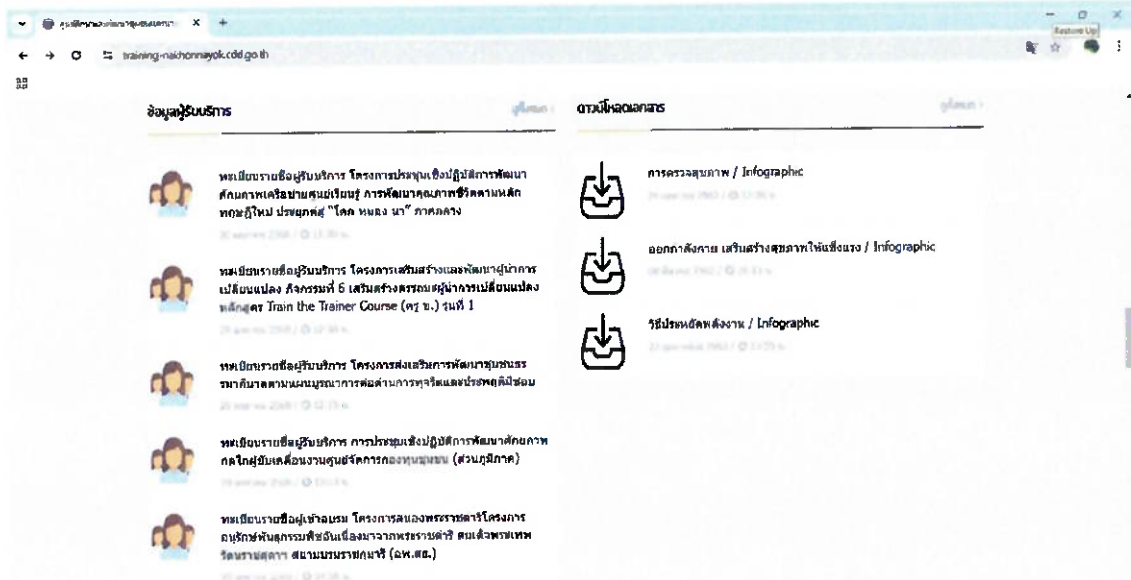 training-nakhonnayok.cdd.go.th
Restore Up
ข้อมูลผู้รับบริการ
ดูทั้งหมด ›
ทะเบียนรายชื่อผู้รับบริการ โครงการประชุมเชิงปฏิบัติการพัฒนา
ศักยภาพเครือข่ายศูนย์เรียนรู้ การพัฒนาคุณภาพชีวิตตามหลัก
ทฤษฎีใหม่ ประยุกต์สู่ "โคก หนอง นา" ภาคกลาง
ทะเบียนรายชื่อผู้รับบริการ โครงการเสริมสร้างและพัฒนาผู้นำการ
เปลี่ยนแปลง กิจกรรมที่ 6 เสริมสร้างสมรรถนะผู้นำการเปลี่ยนแปลง
หลักสูตร Train the Trainer Course (ครู ข.) รุ่นที่ 1
ทะเบียนรายชื่อผู้รับบริการ โครงการส่งเสริมการพัฒนาชุมชนธร
รมาภิบาลตามแผนบูรณาการต่อต้านการทุจริตและประพฤติมิชอบ
ทะเบียนรายชื่อผู้รับบริการ การประชุมเชิงปฏิบัติการพัฒนาศักยภาพ
กลไกผู้ขับเคลื่อนงานศูนย์จัดการกองทุนชุมชน (ส่วนภูมิภาค)
ทะเบียนรายชื่อผู้เข้าอบรม โครงการสนองพระราชดำริโครงการ
อนุรักษ์พันธุกรรมพืชอันเนื่องมาจากพระราชดำริ สมเด็จพระเทพ
รัตนราชสุดาฯ สยามบรมราชกุมารี (อพ.สธ.)
ดาวน์โหลดเอกสาร
ดูทั้งหมด ›
การตรวจสุขภาพ / Infographic
ออกกำลังกาย เสริมสร้างสุขภาพให้แข็งแรง / Infographic
วิธีประหยัดพลังงาน / Infographic